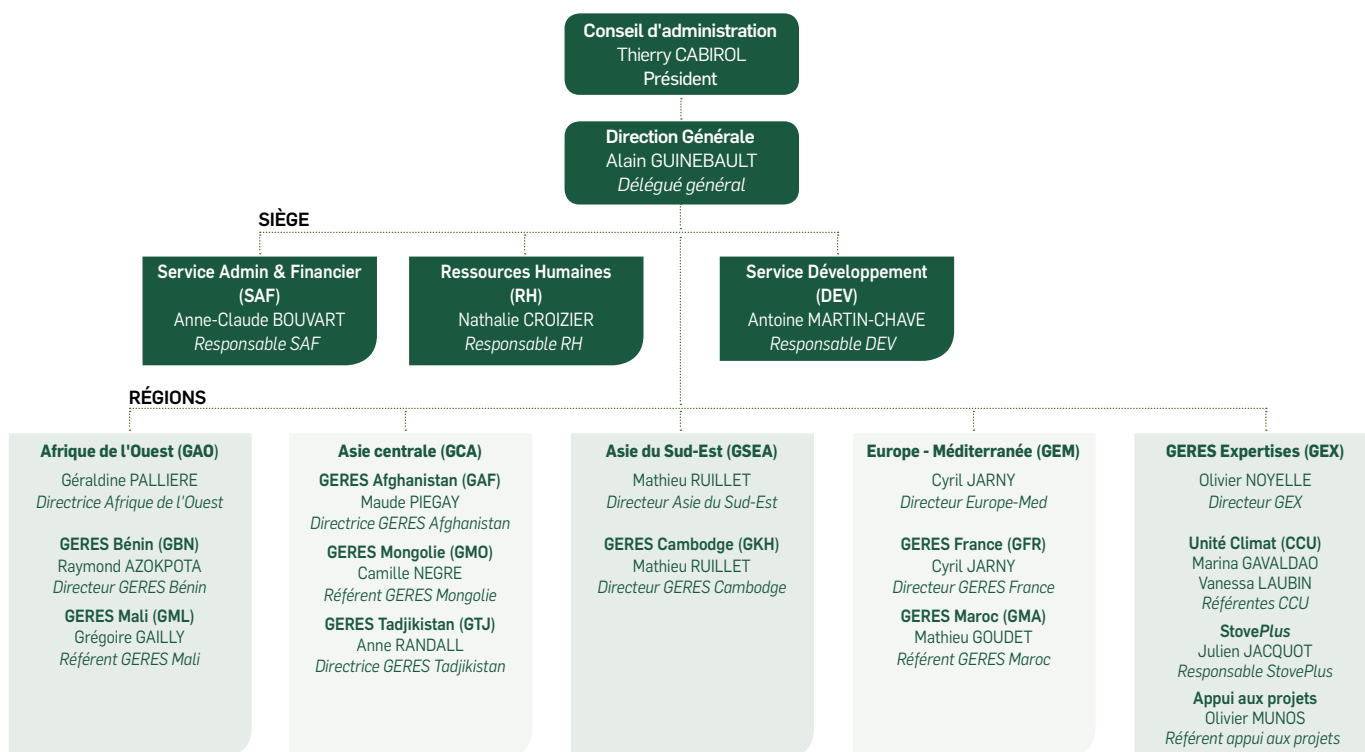 Conseil d'administration
Thierry CABIROL
Président
Direction Générale
Alain GUINEBAULT
Délégué général
SIÈGE
Service Admin & Financier
(SAF)
Anne-Claude BOUVART
Responsable SAF
Ressources Humaines
(RH)
Nathalie CROIZIER
Responsable RH
Service Développement
(DEV)
Antoine MARTIN-CHAVE
Responsable DEV
RÉGIONS
Afrique de l'Ouest (GAO)
Géraldine PALLIERE
Directrice Afrique de l'Ouest
GERES Bénin (GBN)
Raymond AZOKPOTA
Directeur GERES Bénin
GERES Mali (GML)
Grégoire GAILLY
Référent GERES Mali
Asie centrale (GCA)
GERES Afghanistan (GAF)
Maude PIEGAY
Directrice GERES Afghanistan
GERES Mongolie (GMO)
Camille NEGRE
Référent GERES Mongolie
GERES Tadjikistan (GTJ)
Anne RANDALL
Directrice GERES Tadjikistan
Asie du Sud-Est (GSEA)
Mathieu RUILLET
Directeur Asie du Sud-Est
GERES Cambodge (GKH)
Mathieu RUILLET
Directeur GERES Cambodge
Europe - Méditerranée (GEM)
Cyril JARNY
Directeur Europe-Med
GERES France (GFR)
Cyril JARNY
Directeur GERES France
GERES Maroc (GMA)
Mathieu GOUDET
Référent GERES Maroc
GERES Expertises (GEX)
Olivier NOYELLE
Directeur GEX
Unité Climat (CCU)
Marina GAVALDAO
Vanessa LAUBIN
Référentes CCU
StovePlus
Julien JACQUOT
Responsable StovePlus
Appui aux projets
Olivier MUNOS
Référent appui aux projets